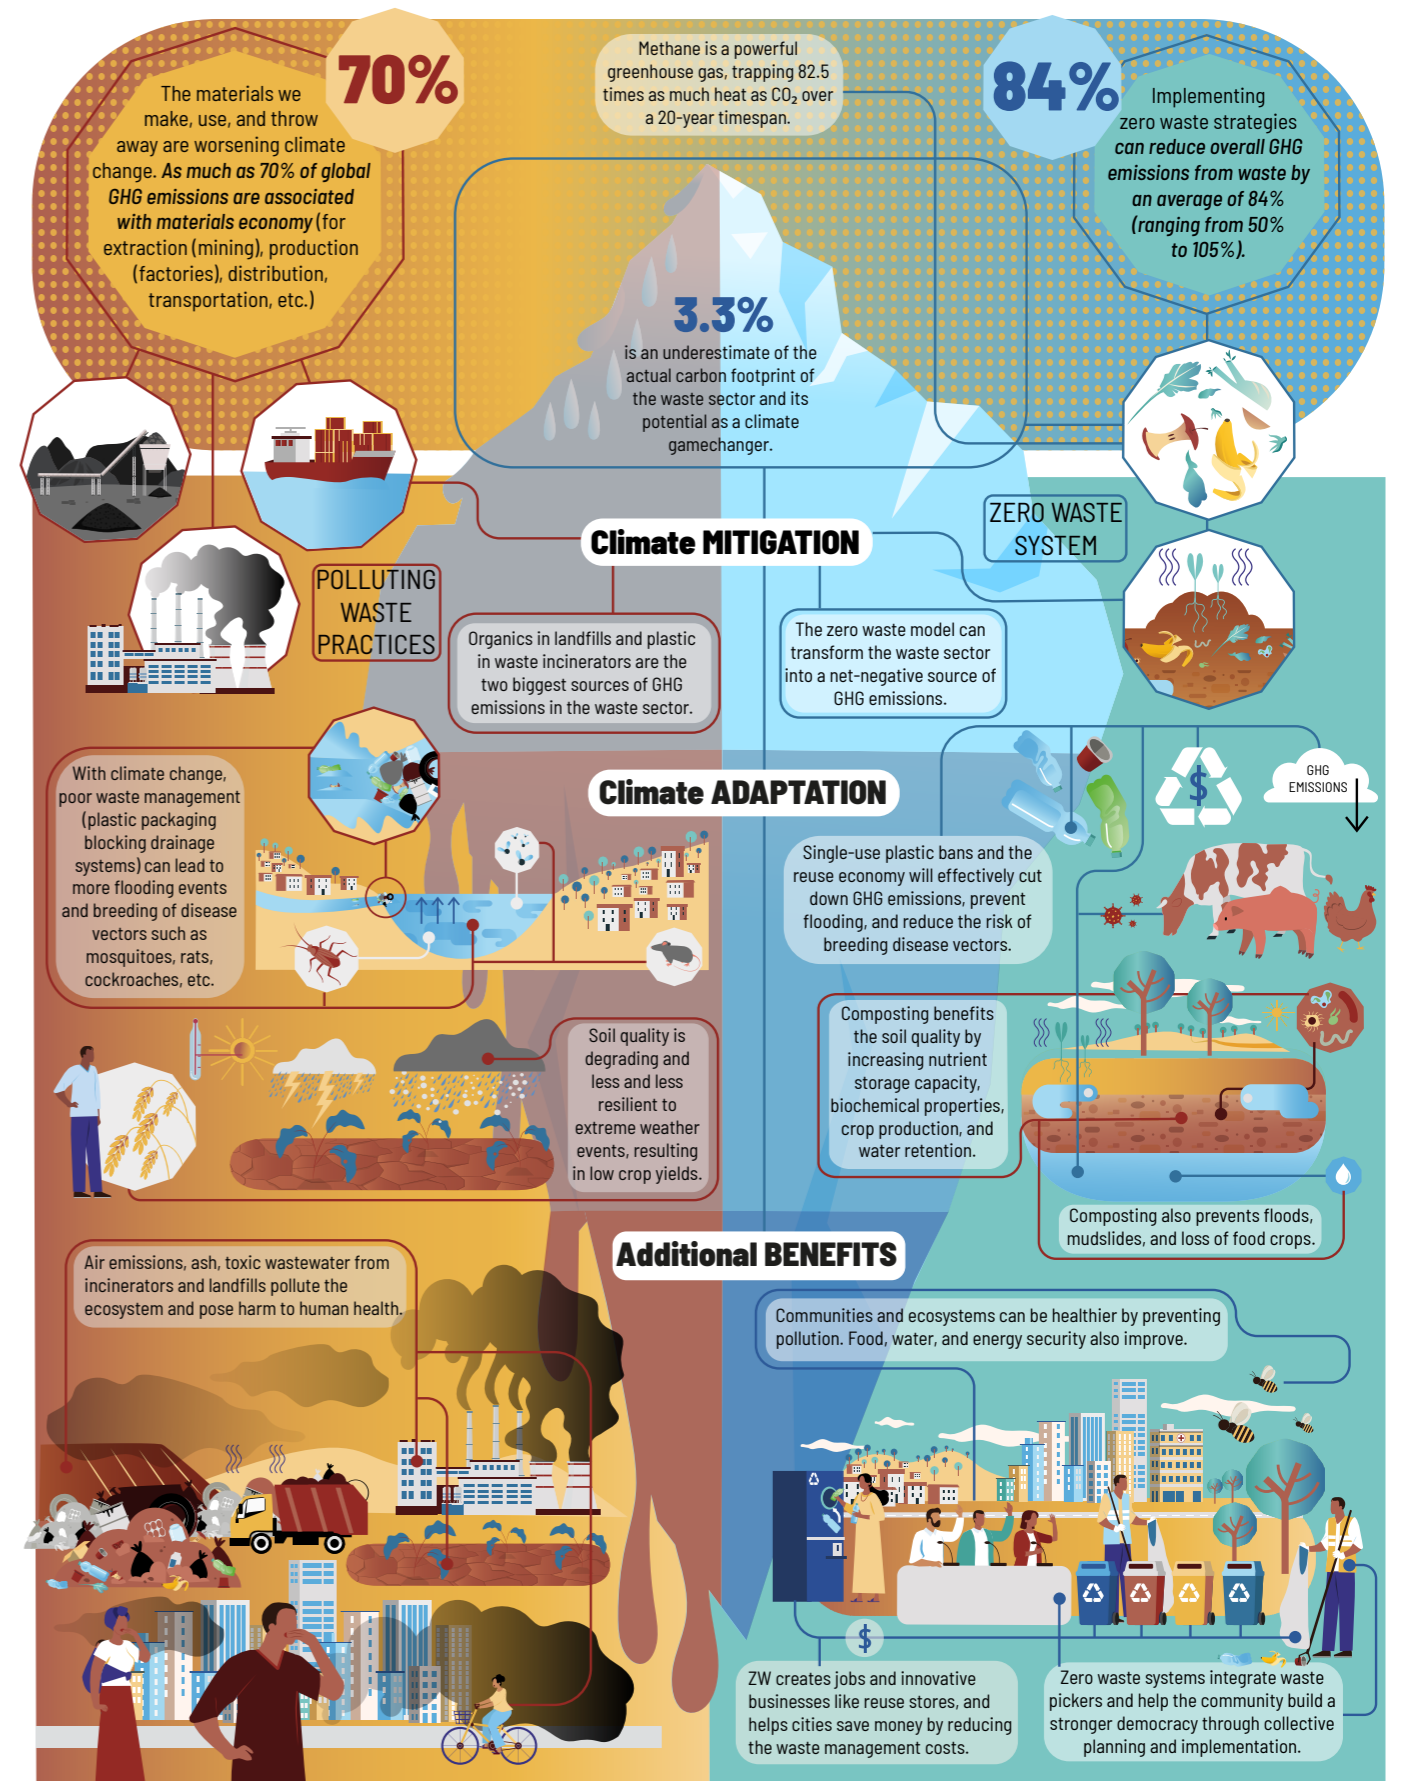 The materials we
make, use, and throw
away are worsening climate
change. As much as 70% of global
GHG emissions are associated
with materials economy (for
extraction (mining), production
(factories), distribution,
transportation, etc.)
70%
Methane is a powerful
greenhouse gas, trapping 82.5
times as much heat as CO₂ over
a 20-year timespan.
84%
Implementing
zero waste strategies
can reduce overall GHG
emissions from waste by
an average of 84%
(ranging from 50%
to 105%).
3.3%
is an underestimate of the
actual carbon footprint of
the waste sector and its
potential as a climate
gamechanger.
Climate MITIGATION
ZERO WASTE
SYSTEM
POLLUTING
WASTE
PRACTICES
Organics in landfills and plastic
in waste incinerators are the
two biggest sources of GHG
emissions in the waste sector.
The zero waste model can
transform the waste sector
into a net-negative source of
GHG emissions.
Climate ADAPTATION
With climate change,
poor waste management
(plastic packaging
blocking drainage
systems) can lead to
more flooding events
and breeding of disease
vectors such as
mosquitoes, rats,
cockroaches, etc.
$
GHG
EMISSIONS
Single-use plastic bans and the
reuse economy will effectively cut
down GHG emissions, prevent
flooding, and reduce the risk of
breeding disease vectors.
Soil quality is
degrading and
less and less
resilient to
extreme weather
events, resulting
in low crop yields.
Composting benefits
the soil quality by
increasing nutrient
storage capacity,
biochemical properties,
crop production, and
water retention.
Composting also prevents floods,
mudslides, and loss of food crops.
Additional BENEFITS
Air emissions, ash, toxic wastewater from
incinerators and landfills pollute the
ecosystem and pose harm to human health.
Communities and ecosystems can be healthier by preventing
pollution. Food, water, and energy security also improve.
$
ZW creates jobs and innovative
businesses like reuse stores, and
helps cities save money by reducing
the waste management costs.
Zero waste systems integrate waste
pickers and help the community build a
stronger democracy through collective
planning and implementation.